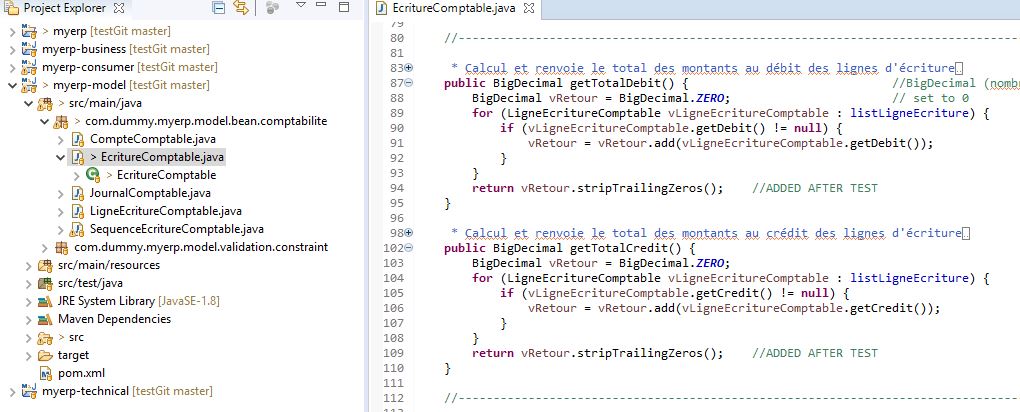 Project Explorer
> myerp [testGit master]
myerp-business [testGit master]
myerp-consumer [testGit master]
> myerp-model [testGit master]
> src/main/java
> com.dummy.myerp.model.bean.comptabilite
CompteComptable.java
> EcritureComptable.java
> EcritureComptable
JournalComptable.java
LigneEcritureComptable.java
SequenceEcritureComptable.java
com.dummy.myerp.model.validation.constraint
src/main/resources
src/test/java
JRE System Library [JavaSE-1.8]
Maven Dependencies
> src
target
pom.xml
myerp-technical [testGit master]
EcritureComptable.java
79
80 //----------------------------------------------------------------------
81
83 * Calcul et renvoie le total des montants au débit des lignes d'écriture
87 public BigDecimal getTotalDebit() { //BigDecimal (nomb
88 BigDecimal vRetour = BigDecimal.ZERO; // set to 0
89 for (LigneEcritureComptable vLigneEcritureComptable : listLigneEcriture) {
90 if (vLigneEcritureComptable.getDebit() != null) {
91 vRetour = vRetour.add(vLigneEcritureComptable.getDebit());
92 }
93 }
94 return vRetour.stripTrailingZeros(); //ADDED AFTER TEST
95 }
96
98 * Calcul et renvoie le total des montants au crédit des lignes d'écriture
102 public BigDecimal getTotalCredit() {
103 BigDecimal vRetour = BigDecimal.ZERO;
104 for (LigneEcritureComptable vLigneEcritureComptable : listLigneEcriture) {
105 if (vLigneEcritureComptable.getCredit() != null) {
106 vRetour = vRetour.add(vLigneEcritureComptable.getCredit());
107 }
108 }
109 return vRetour.stripTrailingZeros(); //ADDED AFTER TEST
110 }
111
112 //----------------------------------------------------------------------